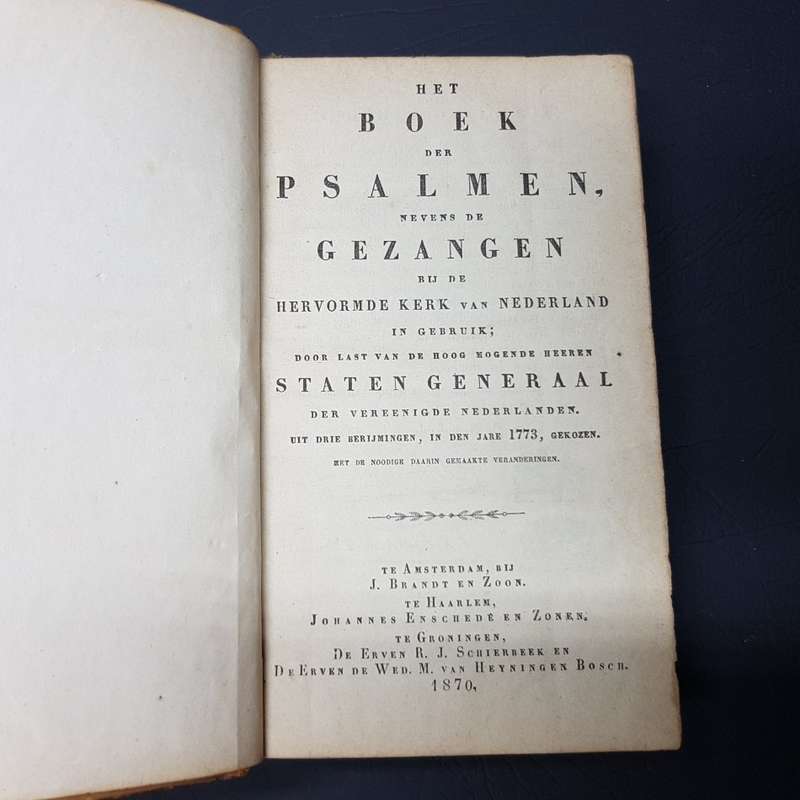 HET
BOEK
DER
PSALMEN,
NEVENS DE
GEZANGEN
BIJ DE
HERVORMDE KERK VAN NEDERLAND
IN GEBRUIK;
DOOR LAST VAN DE HOOG MOGENDE HEEREN
STATEN GENERAAL
DER VEREENIGDE NEDERLANDEN.
UIT DRIE BERIJMINGEN, IN DEN JARE 1773, GEKOZEN.
MET DE NOODIGE DAARIN GEMAAKTE VERANDERINGEN.
TE AMSTERDAM, BIJ
J. BRANDT EN ZOON.
TE HAARLEM,
JOHANNES ENSCHEDÉ EN ZONEN.
TE GRONINGEN,
DE ERVEN R. J. SCHIERBEEK EN
DE ERVEN DE WED. M. VAN HEYNINGEN BOSCH.
1870,